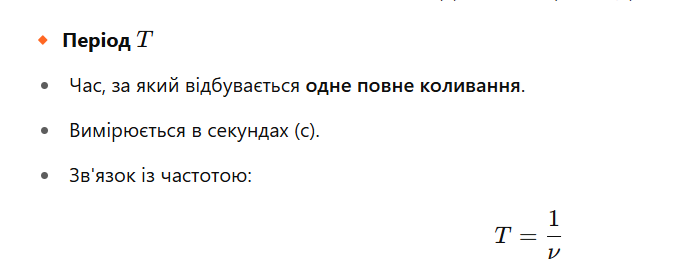 🔸 Період T
• Час, за який відбувається одне повне коливання.
• Вимірюється в секундах (с).
• Зв'язок із частотою:
T = 1/ν